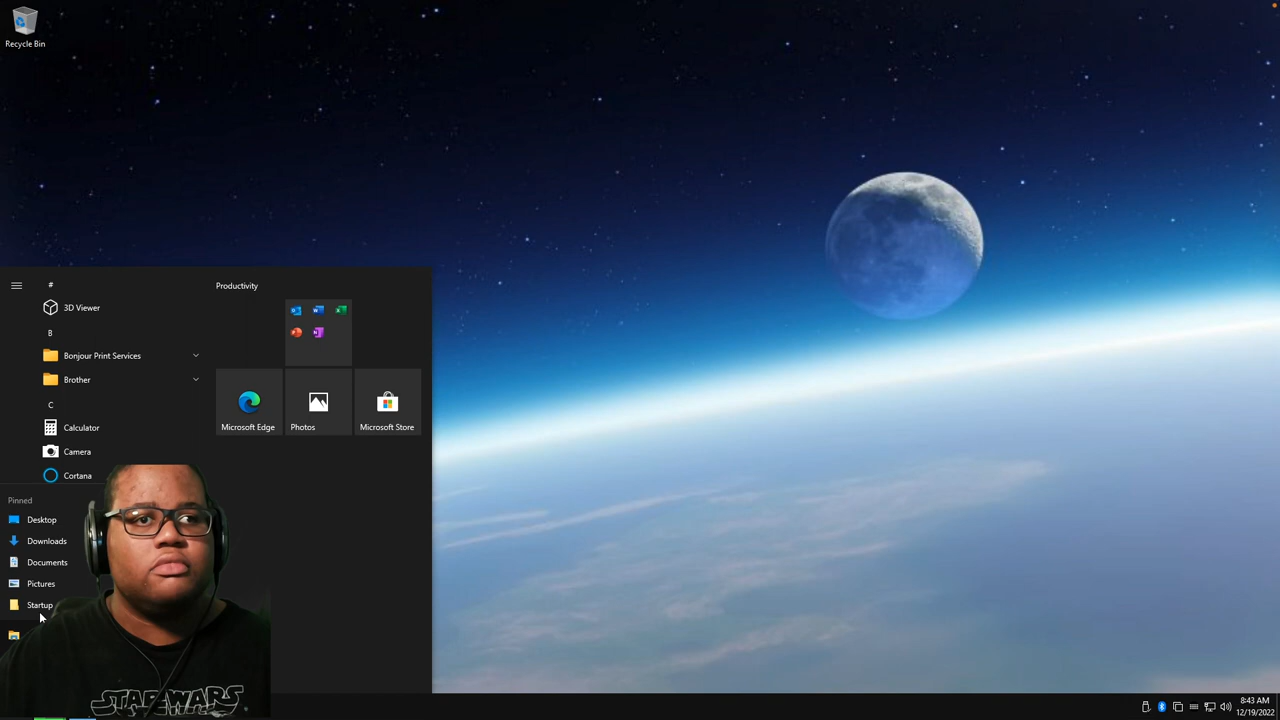 Recycle Bin
#
3D Viewer
B
Bonjour Print Services
Brother
C
Calculator
Camera
Cortana
Productivity
Microsoft Edge
Photos
Microsoft Store
Pinned
Desktop
Downloads
Documents
Pictures
Startup
STAR WARS
8:43 AM
12/19/2022